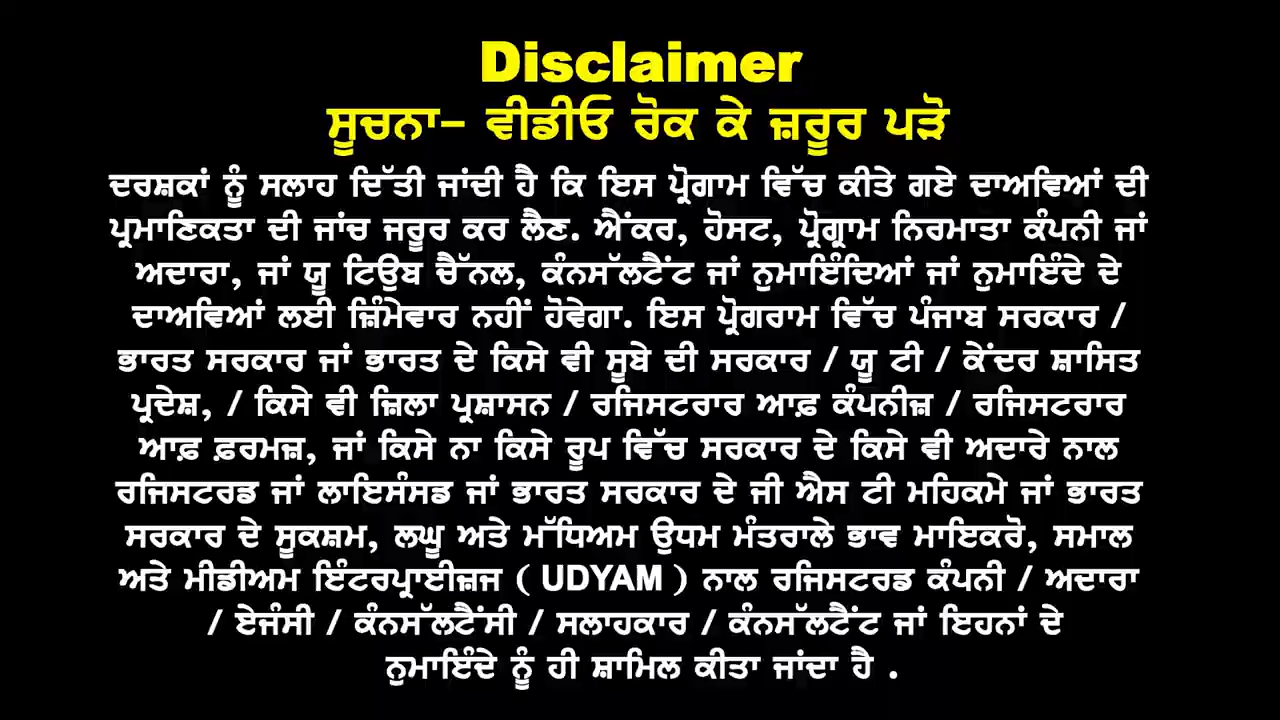 Disclaimer
ਸੂਚਨਾ- ਵੀਡੀਓ ਰੋਕ ਕੇ ਜ਼ਰੂਰ ਪੜੋ
ਦਰਸ਼ਕਾਂ ਨੂੰ ਸਲਾਹ ਦਿੱਤੀ ਜਾਂਦੀ ਹੈ ਕਿ ਇਸ ਪ੍ਰੋਗਾਮ ਵਿੱਚ ਕੀਤੇ ਗਏ ਦਾਅਵਿਆਂ ਦੀ
ਪ੍ਰਮਾਣਿਕਤਾ ਦੀ ਜਾਂਚ ਜਰੂਰ ਕਰ ਲੈਣ. ਐਂਕਰ, ਹੋਸਟ, ਪ੍ਰੋਗ੍ਰਾਮ ਨਿਰਮਾਤਾ ਕੰਪਨੀ ਜਾਂ
ਅਦਾਰਾ, ਜਾਂ ਯੂ ਟਿਉਬ ਚੈੱਨਲ, ਕੰਨਸੱਲਟੈਂਟ ਜਾਂ ਨੁਮਾਇੰਦਿਆਂ ਜਾਂ ਨੁਮਾਇੰਦੇ ਦੇ
ਦਾਅਵਿਆਂ ਲਈ ਜ਼ਿੰਮੇਵਾਰ ਨਹੀਂ ਹੋਵੇਗਾ. ਇਸ ਪ੍ਰੋਗਰਾਮ ਵਿੱਚ ਪੰਜਾਬ ਸਰਕਾਰ /
ਭਾਰਤ ਸਰਕਾਰ ਜਾਂ ਭਾਰਤ ਦੇ ਕਿਸੇ ਵੀ ਸੂਬੇ ਦੀ ਸਰਕਾਰ / ਯੂ ਟੀ / ਕੇਂਦਰ ਸ਼ਾਸਿਤ
ਪ੍ਰਦੇਸ਼, / ਕਿਸੇ ਵੀ ਜ਼ਿਲਾ ਪ੍ਰਸ਼ਾਸਨ / ਰਜਿਸਟਰਾਰ ਆਫ਼ ਕੰਪਨੀਜ਼ / ਰਜਿਸਟਰਾਰ
ਆਫ਼ ਫ਼ਰਮਜ਼, ਜਾਂ ਕਿਸੇ ਨਾ ਕਿਸੇ ਰੂਪ ਵਿੱਚ ਸਰਕਾਰ ਦੇ ਕਿਸੇ ਵੀ ਅਦਾਰੇ ਨਾਲ
ਰਜਿਸਟਰਡ ਜਾਂ ਲਾਇਸੰਸਡ ਜਾਂ ਭਾਰਤ ਸਰਕਾਰ ਦੇ ਜੀ ਐਸ ਟੀ ਮਹਿਕਮੇ ਜਾਂ ਭਾਰਤ
ਸਰਕਾਰ ਦੇ ਸੂਕਸ਼ਮ, ਲਘੂ ਅਤੇ ਮੱਧਿਅਮ ਉਧਮ ਮੰਤਰਾਲੇ ਭਾਵ ਮਾਇਕਰੋ, ਸਮਾਲ
ਅਤੇ ਮੀਡੀਅਮ ਇੰਟਰਪ੍ਰਾਈਜ਼ਜ ( UDYAM ) ਨਾਲ ਰਜਿਸਟਰਡ ਕੰਪਨੀ / ਅਦਾਰਾ
/ ਏਜੰਸੀ / ਕੰਨਸੱਲਟੈਂਸੀ / ਸਲਾਹਕਾਰ / ਕੰਨਸੱਲਟੈਂਟ ਜਾਂ ਇਹਨਾਂ ਦੇ
ਨੁਮਾਇੰਦੇ ਨੂੰ ਹੀ ਸ਼ਾਮਿਲ ਕੀਤਾ ਜਾਂਦਾ ਹੈ .